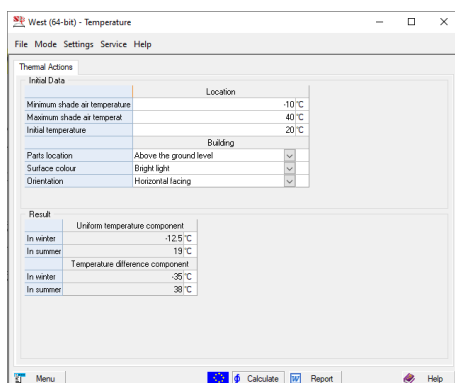 West (64-bit) - Temperature
File Mode Settings Service Help
Thermal Actions
Initial Data
Location
Minimum shade air temperature -10 °C
Maximum shade air temperat 40 °C
Initial temperature 20 °C
Building
Parts location Above the ground level
Surface colour Bright light
Orientation Horizontal facing
Result
Uniform temperature component
In winter -12.5 °C
In summer 19 °C
Temperature difference component
In winter -35 °C
In summer 38 °C
Menu Calculate Report Help